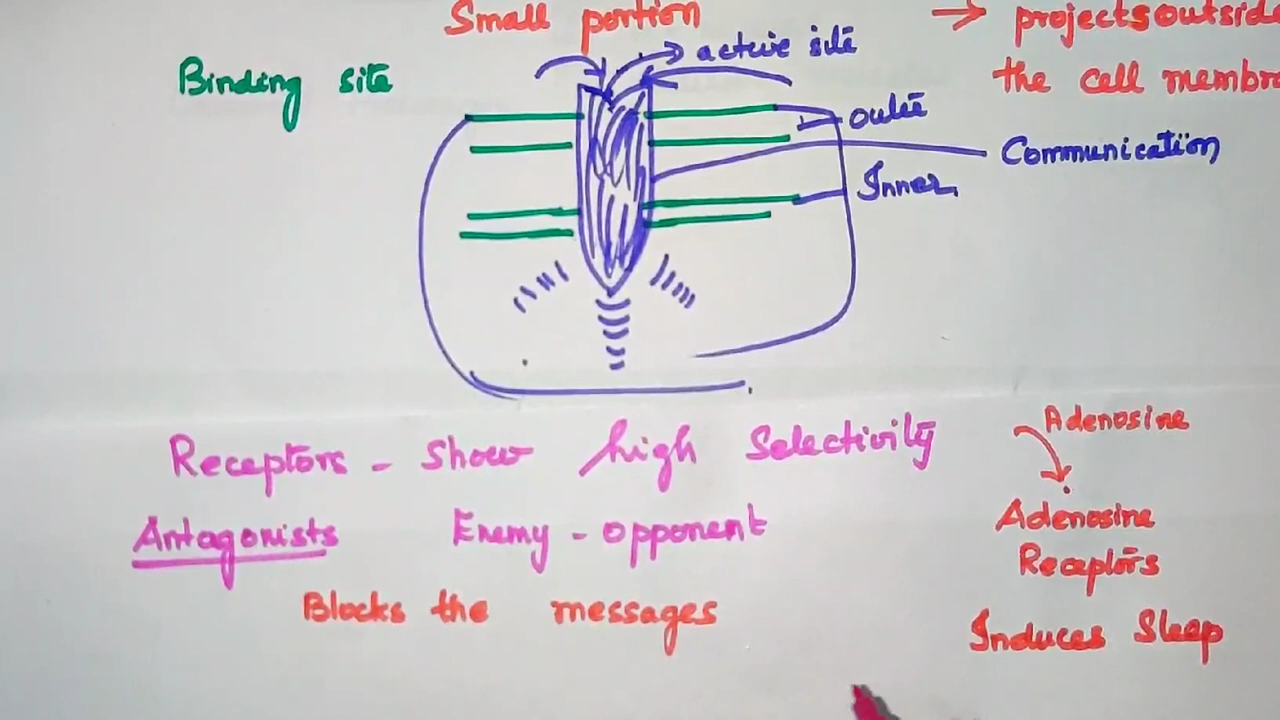 Small portion → projects outside
the cell membra
active site
Binding site
outer
Communication
Inner
Receptors - show high Selectivity
Adenosine
Adenosine
Receptors
Antagonists Enemy - opponent
Blocks the messages
Induces Sleep